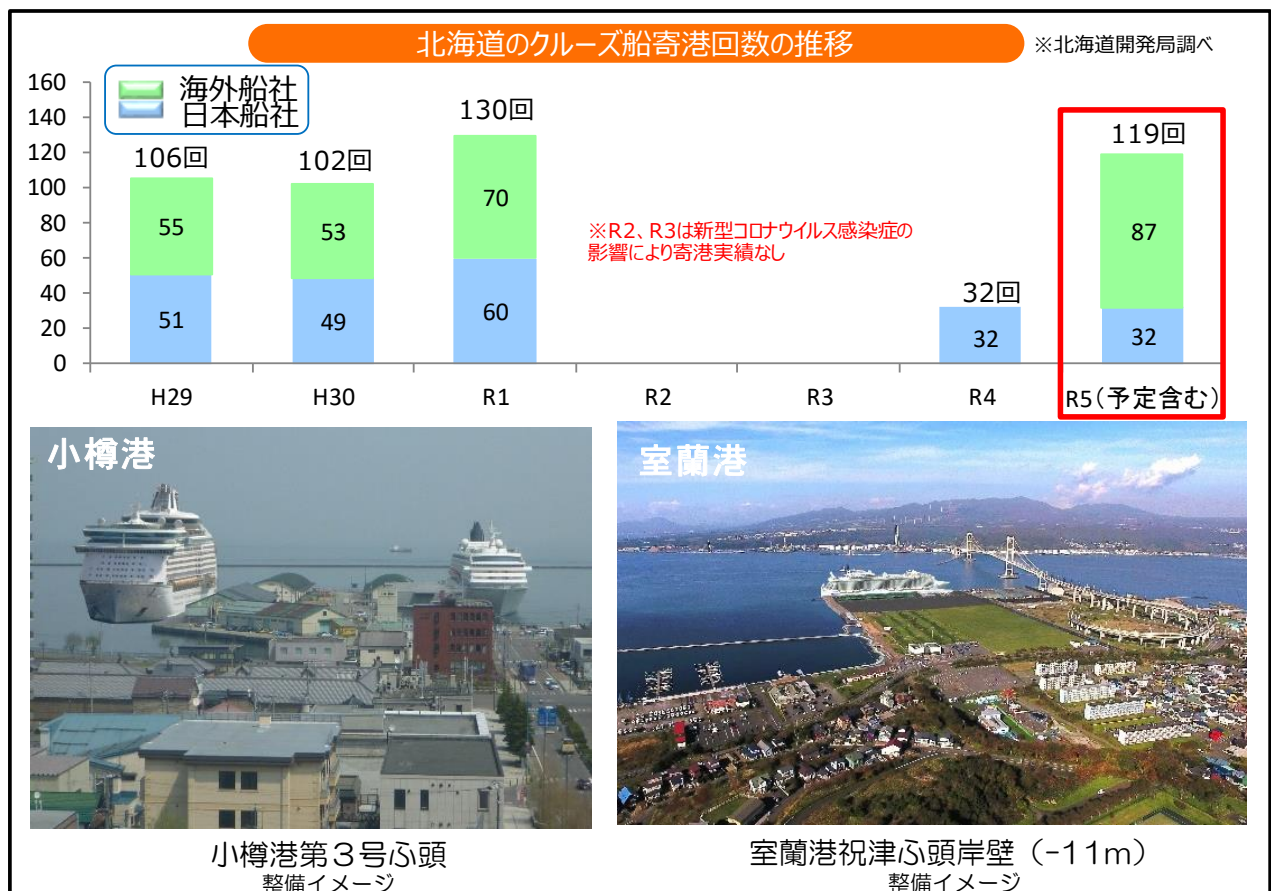 北海道のクルーズ船寄港回数の推移
※北海道開発局調べ
海外船社
日本船社
160
140
120
100
80
60
40
20
0
106回
55
51
102回
53
49
130回
70
60
※R2、R3は新型コロナウイルス感染症の
影響により寄港実績なし
32回
32
119回
87
32
H29
H30
R1
R2
R3
R4
R5(予定含む)
小樽港
室蘭港
小樽港第３号ふ頭
整備イメージ
室蘭港祝津ふ頭岸壁（-11m）
整備イメージ